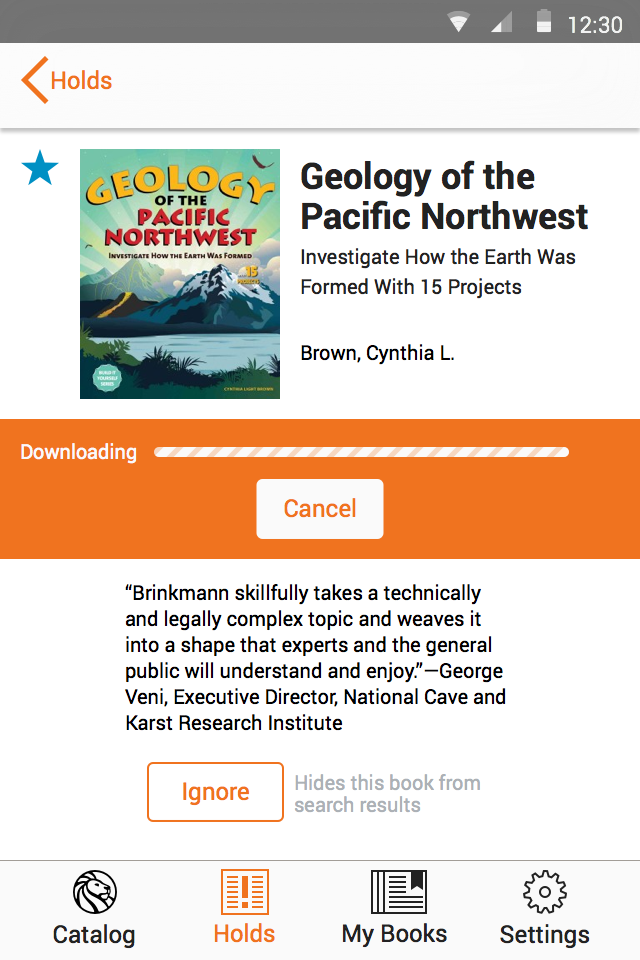 12:30
Holds
GEOLOGY
OF THE
PACIFIC
NORTHWEST
INVESTIGATE HOW THE EARTH WAS FORMED
15
PROJECTS
BUILD IT
YOURSELF
SERIES
CYNTHIA LIGHT BROWN
Geology of the
Pacific Northwest
Investigate How the Earth Was
Formed With 15 Projects
Brown, Cynthia L.
Downloading
Cancel
“Brinkmann skillfully takes a technically
and legally complex topic and weaves it
into a shape that experts and the general
public will understand and enjoy.”—George
Veni, Executive Director, National Cave and
Karst Research Institute
Ignore
Hides this book from
search results
Catalog
Holds
My Books
Settings